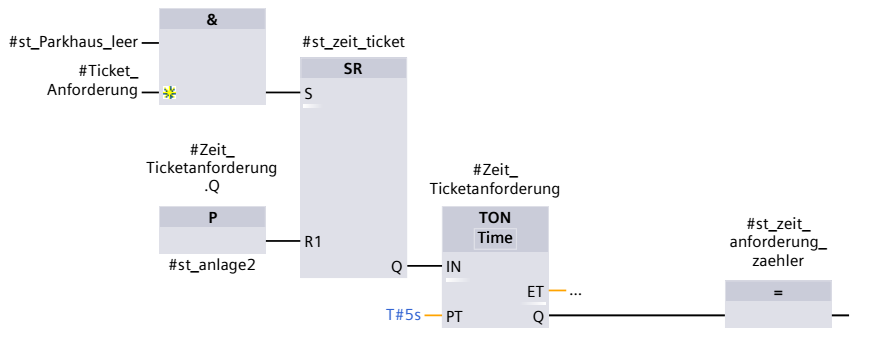 &
#st_Parkhaus_leer
#Ticket_
Anforderung
#st_zeit_ticket
SR
S
#Zeit_
Ticketanforderung
.Q
P
#st_anlage2
R1
Q
#Zeit_
Ticketanforderung
TON
Time
IN
ET
...
T#5s
PT
Q
#st_zeit_
anforderung_
zaehler
=